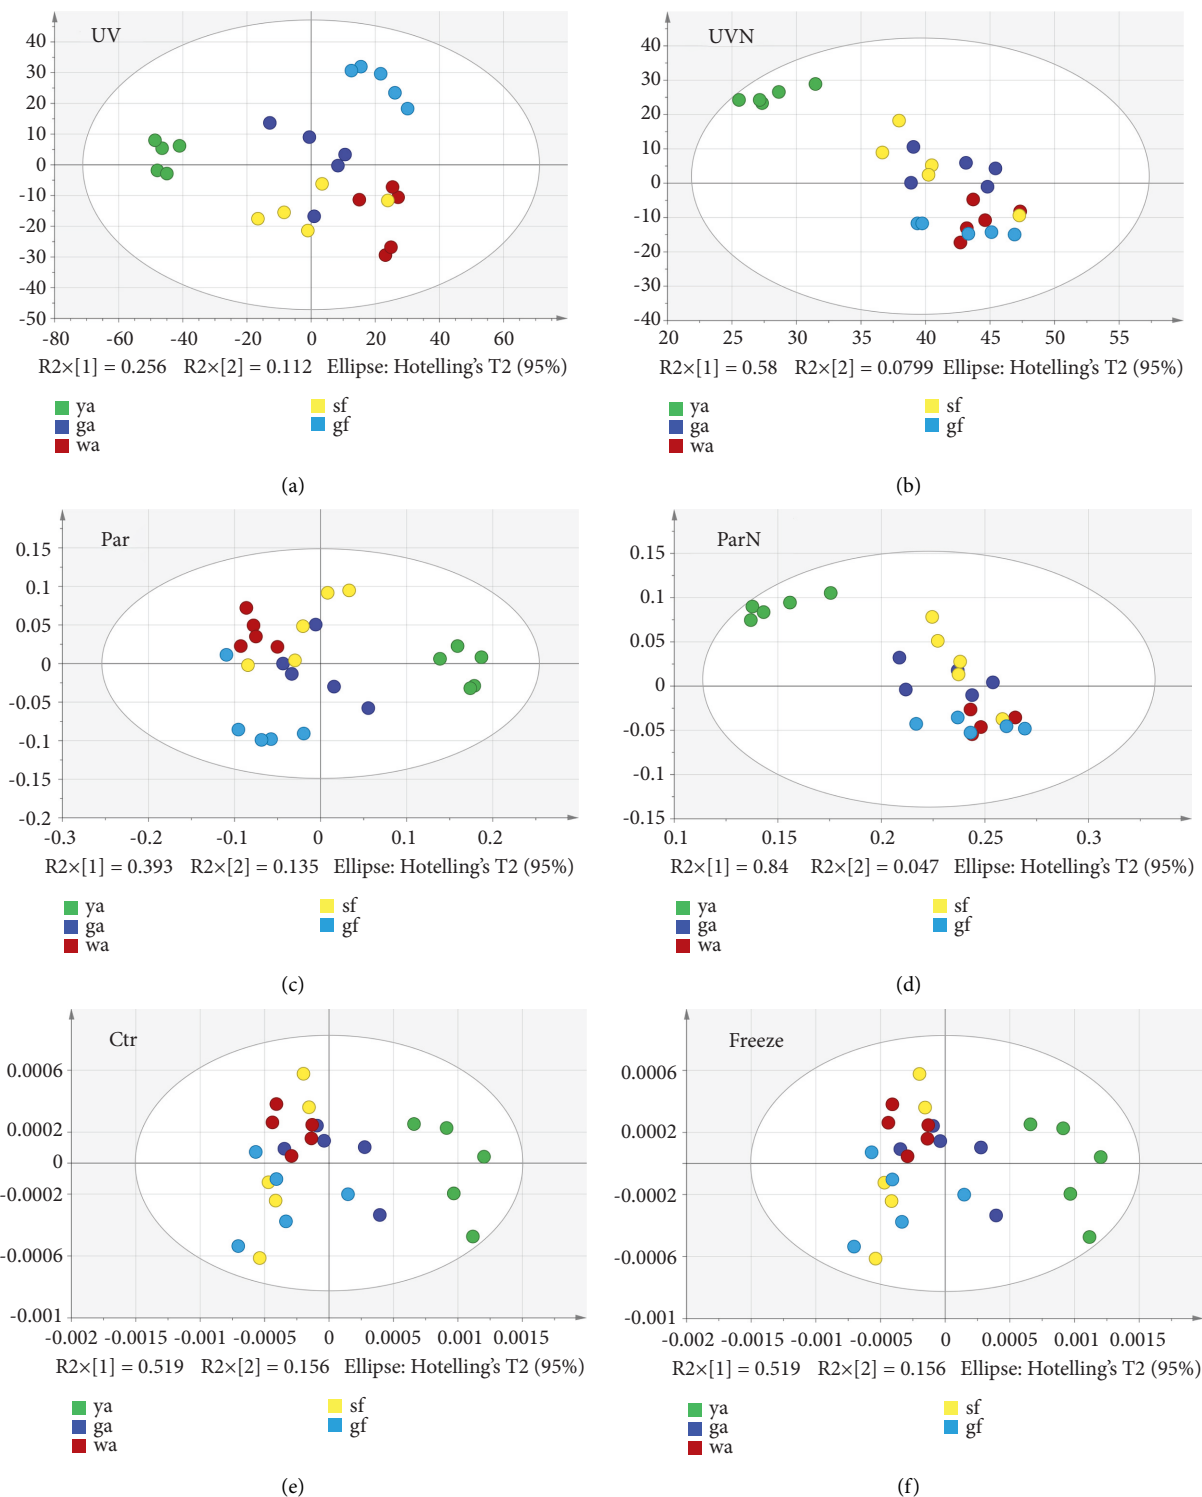 UV
40
30
20
10
0
-10
-20
-30
-40
-50
-80 -60 -40 -20 0 20 40 60
R2×[1] = 0.256 R2×[2] = 0.112 Ellipse: Hotelling's T2 (95%)
ya sf
ga gf
wa
(a)
UVN
40
30
20
10
0
-10
-20
-30
-40
20 25 30 35 40 45 50 55
R2×[1] = 0.58 R2×[2] = 0.0799 Ellipse: Hotelling's T2 (95%)
ya sf
ga gf
wa
(b)
Par
0.15
0.1
0.05
0
-0.05
-0.1
-0.15
-0.2
-0.3 -0.2 -0.1 0 0.1 0.2
R2×[1] = 0.393 R2×[2] = 0.135 Ellipse: Hotelling's T2 (95%)
ya sf
ga gf
wa
(c)
ParN
0.15
0.1
0.05
0
-0.05
-0.1
-0.15
0.1 0.15 0.2 0.25 0.3
R2×[1] = 0.84 R2×[2] = 0.047 Ellipse: Hotelling's T2 (95%)
ya sf
ga gf
wa
(d)
Ctr
0.0006
0.0002
0
-0.0002
-0.0006
-0.001
-0.002 -0.0015 -0.001 -0.0005 0 0.0005 0.001 0.0015
R2×[1] = 0.519 R2×[2] = 0.156 Ellipse: Hotelling's T2 (95%)
ya sf
ga gf
wa
(e)
Freeze
0.0006
0.0002
0
-0.0002
-0.0006
-0.001
-0.002 -0.0015 -0.001 -0.0005 0 0.0005 0.001 0.0015
R2×[1] = 0.519 R2×[2] = 0.156 Ellipse: Hotelling's T2 (95%)
ya sf
ga gf
wa
(f)